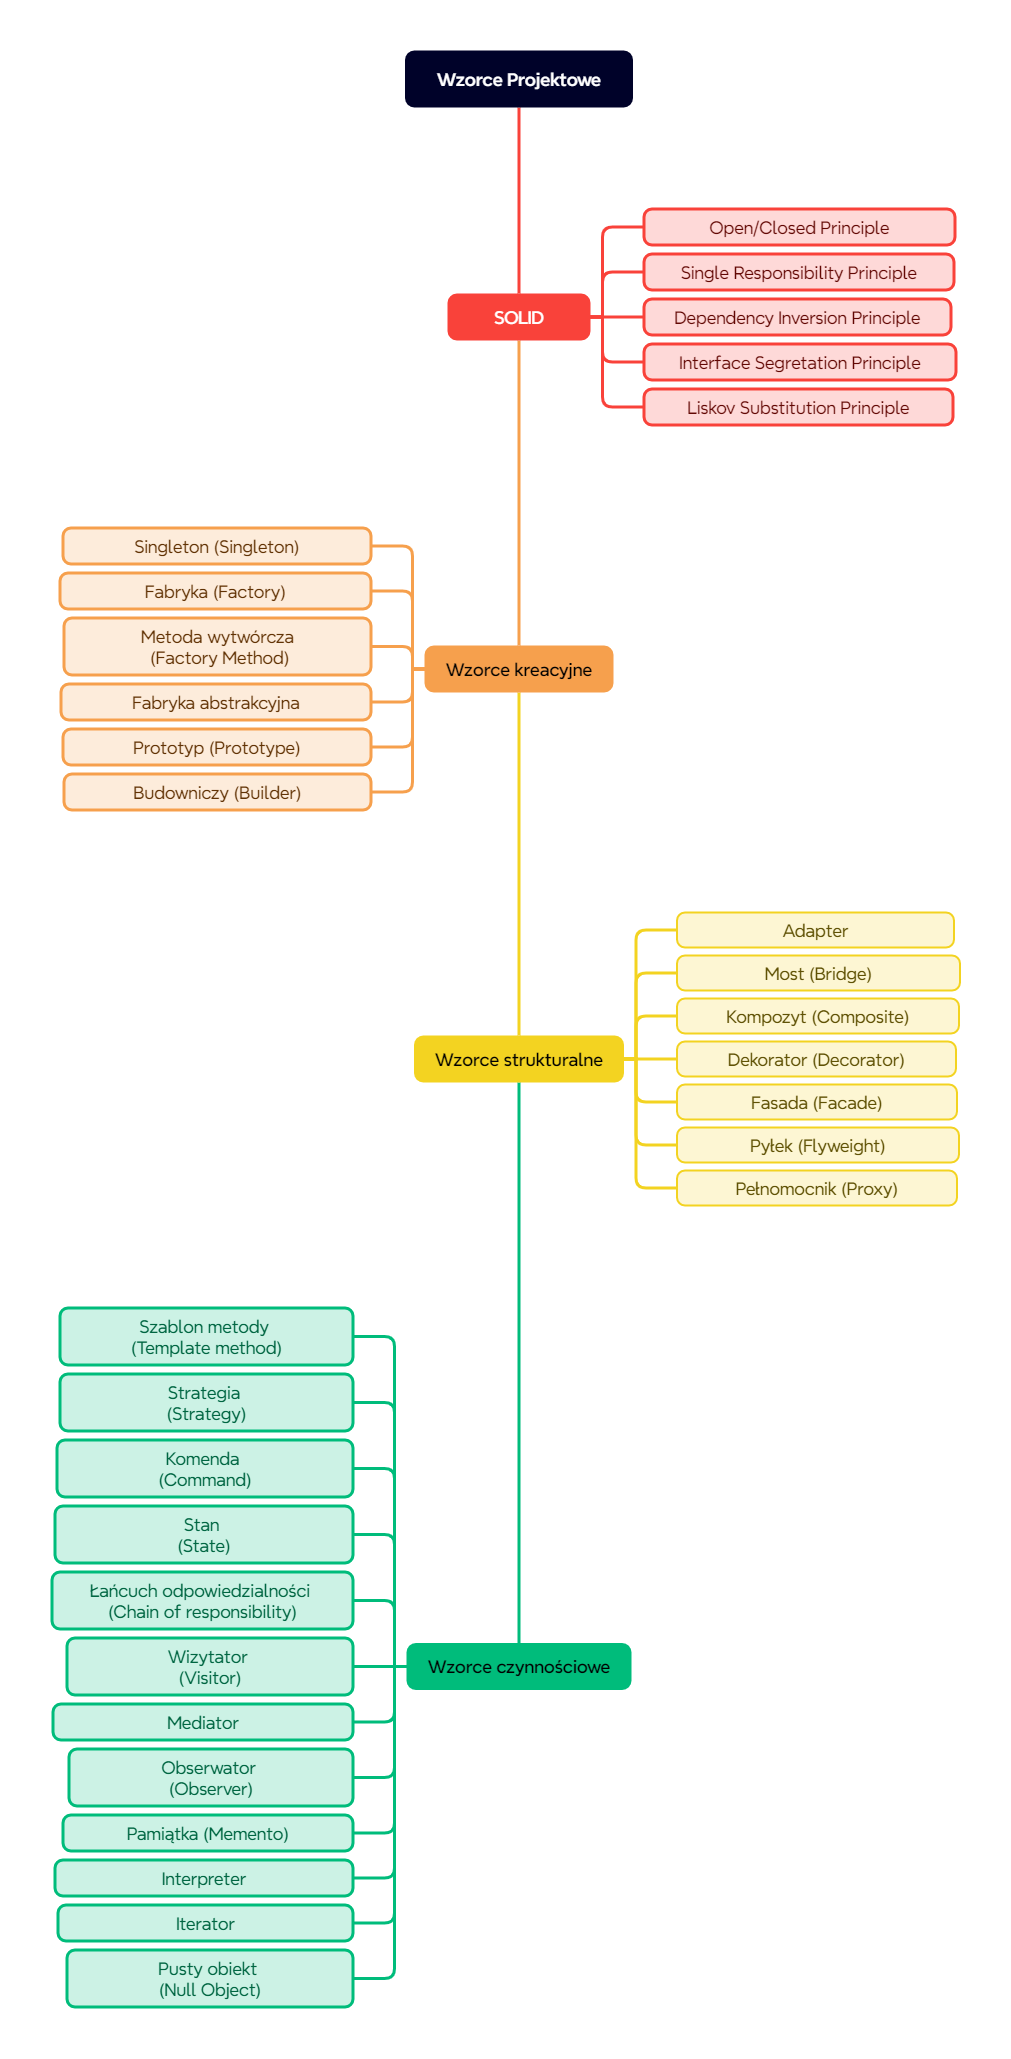 Wzorce Projektowe
Open/Closed Principle
Single Responsibility Principle
SOLID
Dependency Inversion Principle
Interface Segretation Principle
Liskov Substitution Principle
Singleton (Singleton)
Fabryka (Factory)
Metoda wytwórcza
(Factory Method)
Wzorce kreacyjne
Fabryka abstrakcyjna
Prototyp (Prototype)
Budowniczy (Builder)
Adapter
Most (Bridge)
Kompozyt (Composite)
Wzorce strukturalne
Dekorator (Decorator)
Fasada (Facade)
Pyłek (Flyweight)
Pełnomocnik (Proxy)
Szablon metody
(Template method)
Strategia
(Strategy)
Komenda
(Command)
Stan
(State)
Łańcuch odpowiedzialności
(Chain of responsibility)
Wizytator
(Visitor)
Wzorce czynnościowe
Mediator
Obserwator
(Observer)
Pamiątka (Memento)
Interpreter
Iterator
Pusty obiekt
(Null Object)